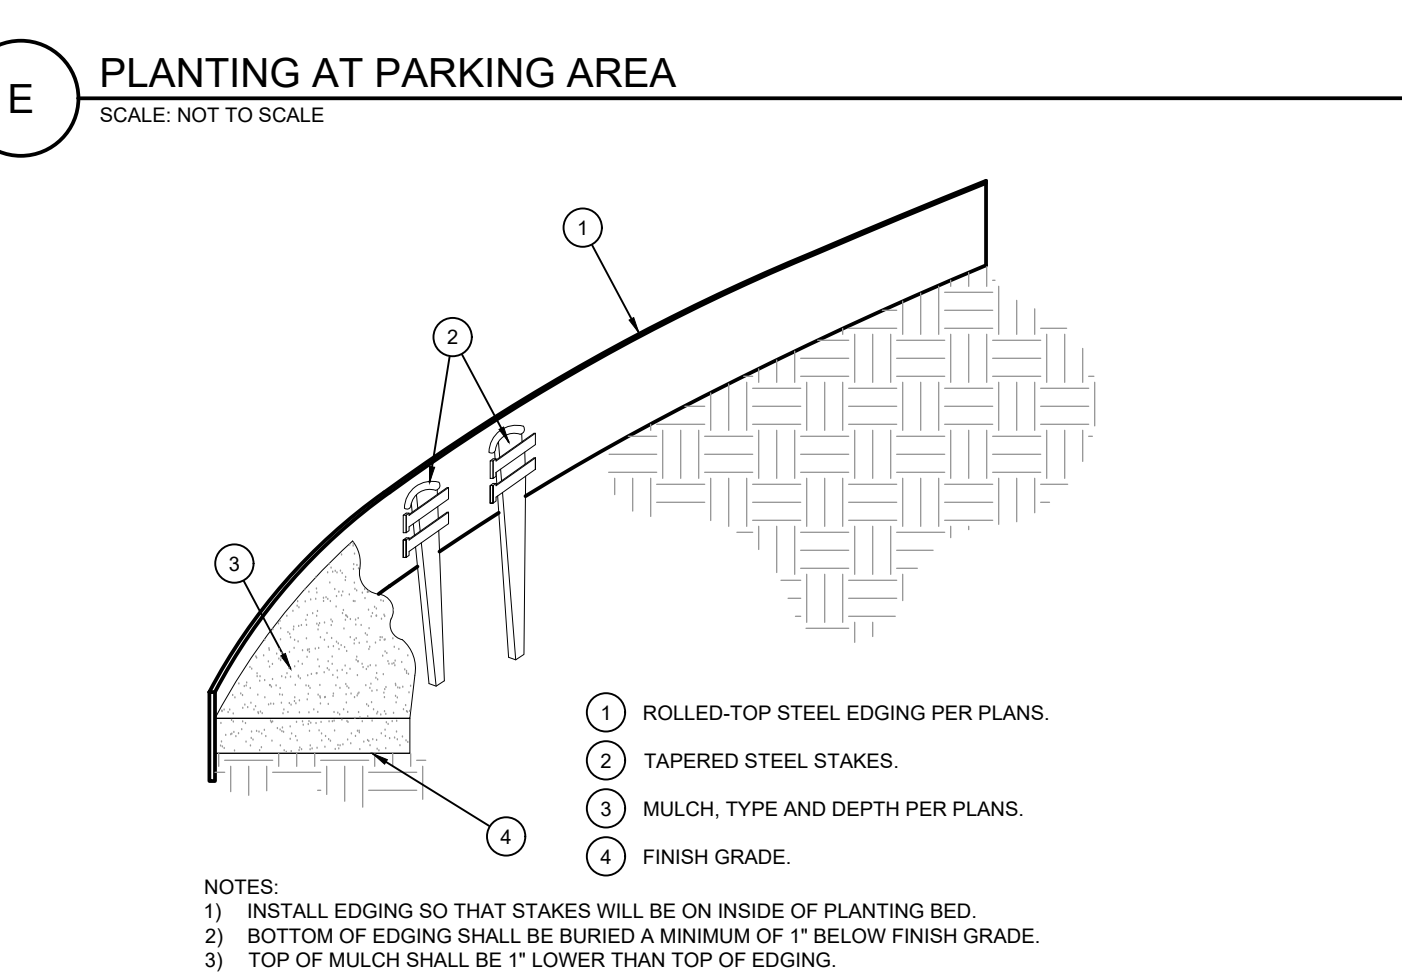 E
PLANTING AT PARKING AREA
SCALE: NOT TO SCALE
1
2
3
4
1 ROLLED-TOP STEEL EDGING PER PLANS.
2 TAPERED STEEL STAKES.
3 MULCH, TYPE AND DEPTH PER PLANS.
4 FINISH GRADE.
NOTES:
1) INSTALL EDGING SO THAT STAKES WILL BE ON INSIDE OF PLANTING BED.
2) BOTTOM OF EDGING SHALL BE BURIED A MINIMUM OF 1" BELOW FINISH GRADE.
3) TOP OF MULCH SHALL BE 1" LOWER THAN TOP OF EDGING.